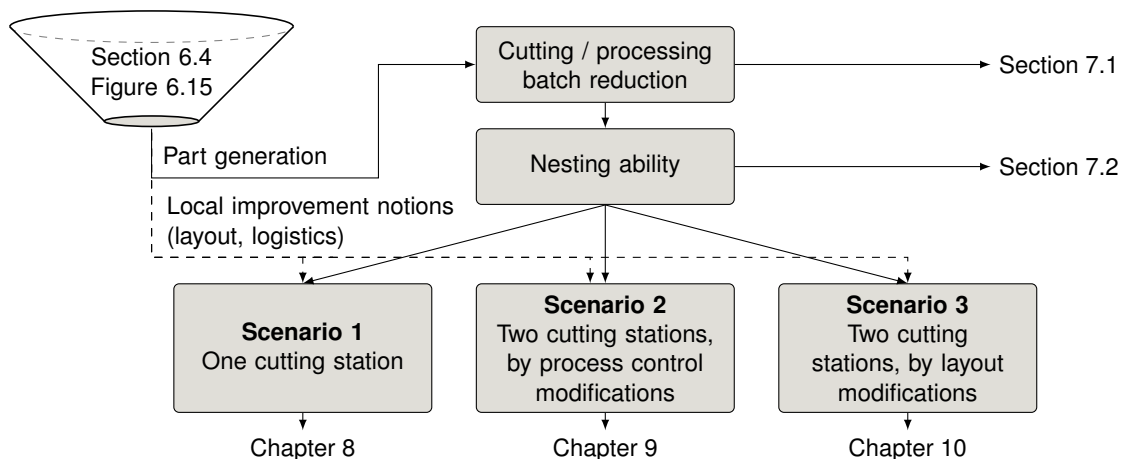 Section 6.4
Figure 6.15
Cutting / processing
batch reduction
Section 7.1
Part generation
Nesting ability
Section 7.2
Local improvement notions
(layout, logistics)
Scenario 1
One cutting station
Scenario 2
Two cutting stations,
by process control
modifications
Scenario 3
Two cutting
stations, by layout
modifications
Chapter 8
Chapter 9
Chapter 10